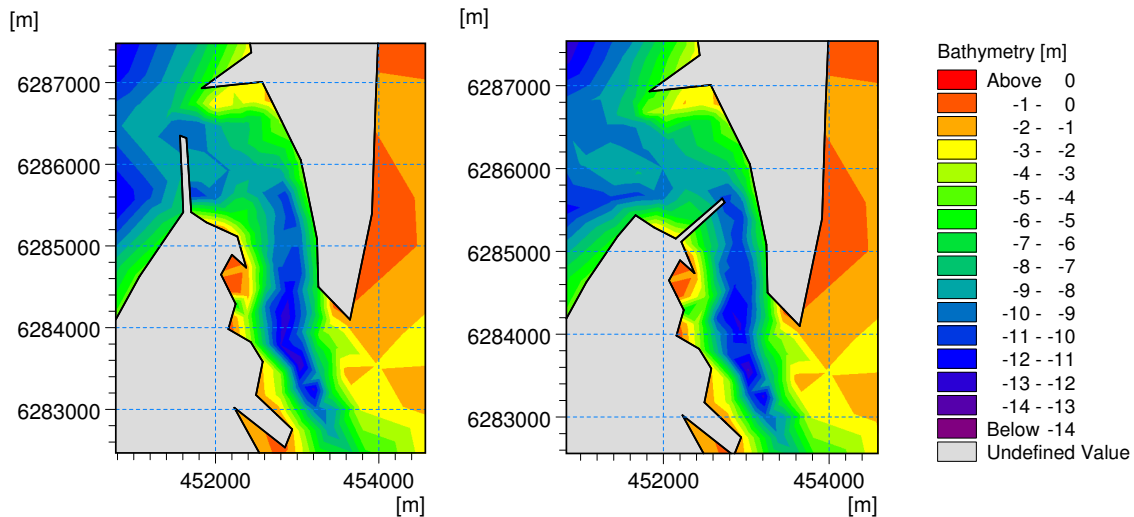 [m]
6287000
6286000
6285000
6284000
6283000
452000 454000
[m]
[m]
6287000
6286000
6285000
6284000
6283000
452000 454000
[m]
Bathymetry [m]
Above 0
-1 - 0
-2 - -1
-3 - -2
-4 - -3
-5 - -4
-6 - -5
-7 - -6
-8 - -7
-9 - -8
-10 - -9
-11 - -10
-12 - -11
-13 - -12
-14 - -13
Below -14
Undefined Value